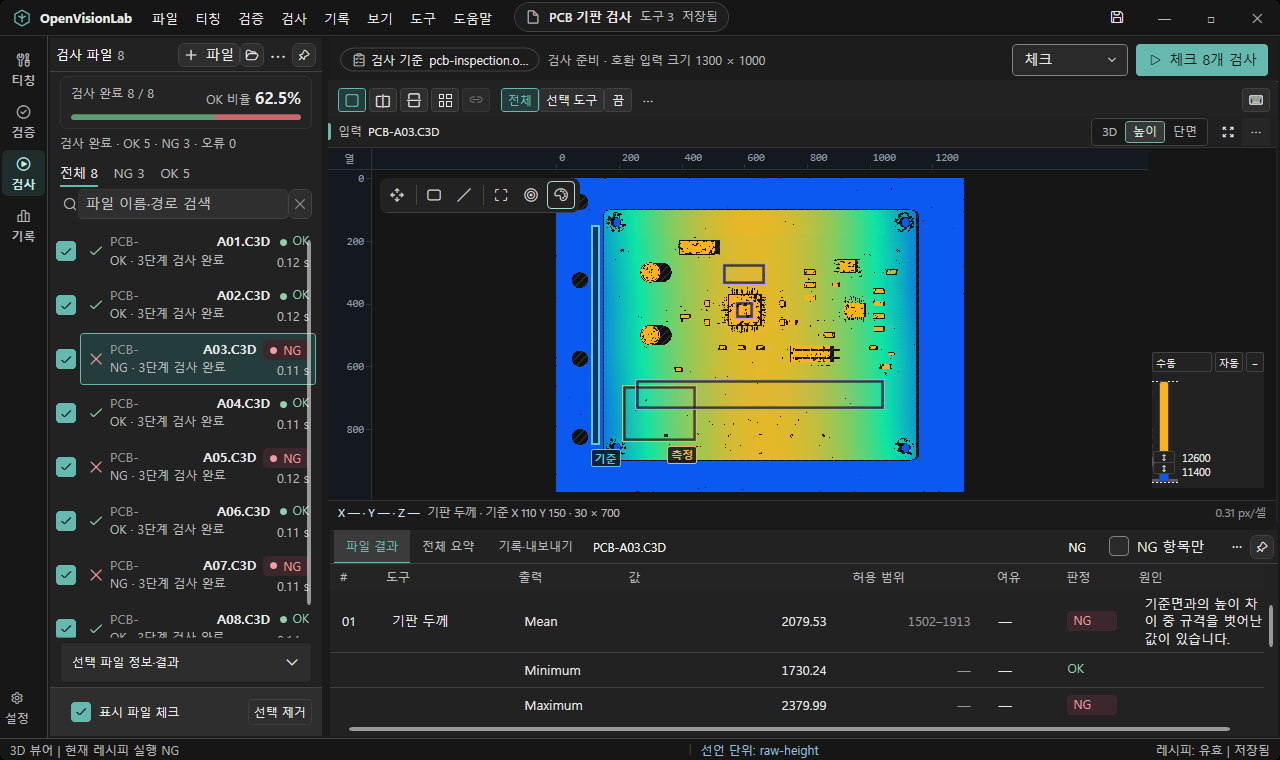 OpenVisionLab 파일 티칭 검증 검사 기록 보기 도구 도움말 PCB 기판 검사 도구 3 저장됨
티칭
검증
검사
기록
설정
검사 파일 8 + 파일 ...
검사 완료 8 / 8 OK 비율 62.5%
검사 완료 · OK 5 · NG 3 · 오류 0
전체 8 NG 3 OK 5
파일 이름·경로 검색
PCB- A01.C3D OK
OK · 3단계 검사 완료 0.12 s
PCB- A02.C3D OK
OK · 3단계 검사 완료 0.12 s
PCB- A03.C3D NG
NG · 3단계 검사 완료 0.11 s
PCB- A04.C3D OK
OK · 3단계 검사 완료 0.11 s
PCB- A05.C3D NG
NG · 3단계 검사 완료 0.12 s
PCB- A06.C3D OK
OK · 3단계 검사 완료 0.11 s
PCB- A07.C3D NG
NG · 3단계 검사 완료 0.11 s
PCB- A08.C3D OK
OK · 3단계 검사 완료
선택 파일 정보·결과
표시 파일 체크 선택 제거
검사 기준 pcb-inspection.o... 검사 준비 · 호환 입력 크기 1300 × 1000 체크 체크 8개 검사
전체 선택 도구 끔 ...
입력 PCB-A03.C3D 3D 높이 단면 ...
열 0 200 400 600 800 1000 1200
0
200
400
600
800
기준 측정
수동 자동 –
12600
11400
X — · Y — · Z — 기판 두께 · 기준 X 110 Y 150 · 30 × 700 0.31 px/셀
파일 결과 전체 요약 기록·내보내기 PCB-A03.C3D NG NG 항목만 ...
# 도구 출력 값 허용 범위 여유 판정 원인
01 기판 두께 Mean 2079.53 1502–1913 — NG 기준면과의 높이 차
이 중 규격을 벗어난
값이 있습니다.
Minimum 1730.24 — — OK
Maximum 2379.99 — — NG
3D 뷰어 | 현재 레시피 실행 NG 선언 단위: raw-height 레시피: 유효 | 저장됨